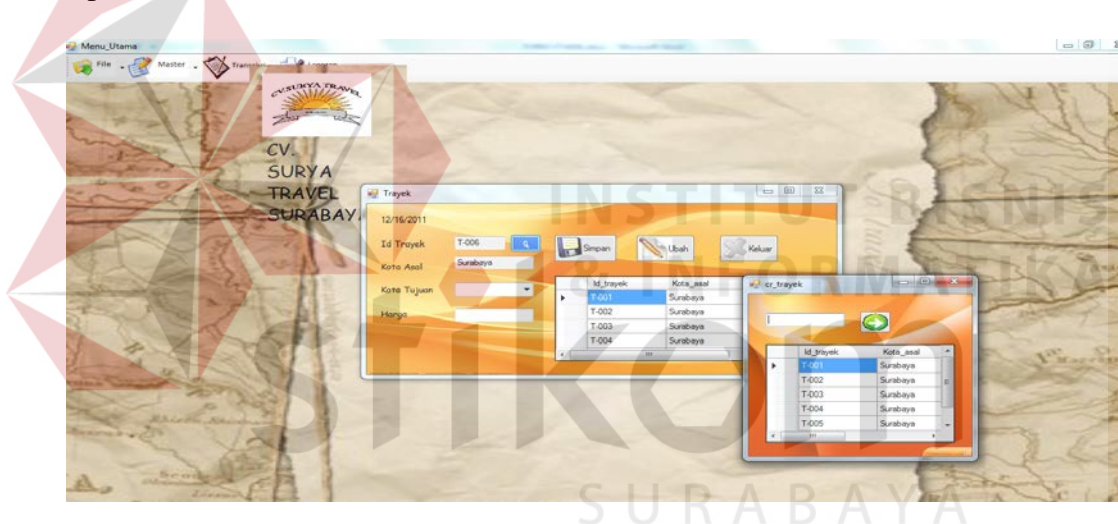 Menu_Utama
File
Master
CV.SURYA TRAVEL
CV.
SURYA
TRAVEL
SURABAY
Trayek
12/16/2011
Id Trayek
T-006
Simpan
Ubah
Keluar
Kota Asal
Surabaya
Kota Tujuan
Harga
Id_trayek
Kota_asal
T-001
Surabaya
T-002
Surabaya
T-003
Surabaya
T-004
Surabaya
cr_trayek
Id_trayek
Kota_asal
T-001
Surabaya
T-002
Surabaya
T-003
Surabaya
T-004
Surabaya
T-005
Surabaya
INSTITUT BISNIS
& INFORMATIKA
stikom
SURABAYA